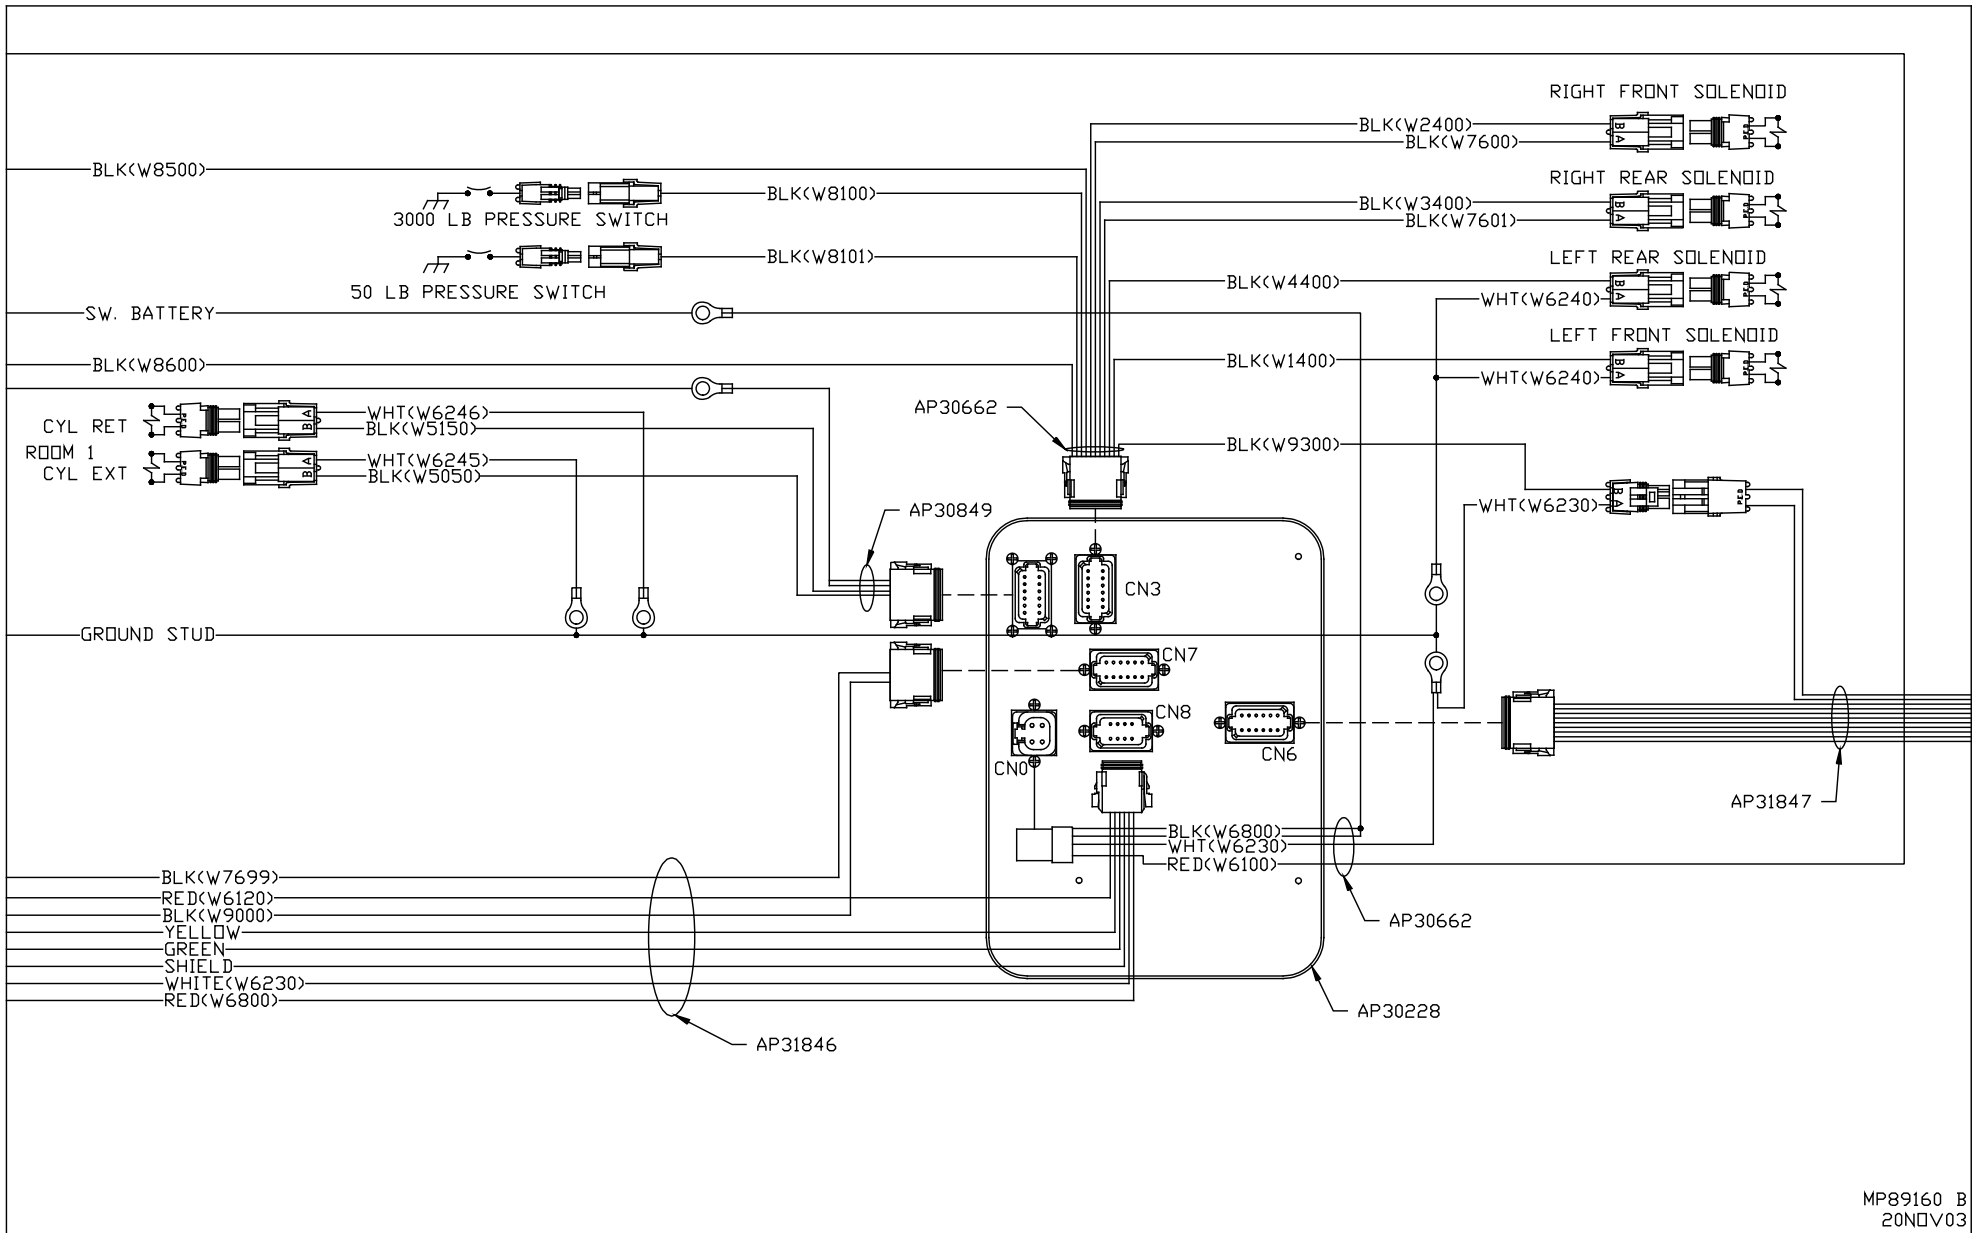 RIGHT FRONT SOLENOID
BLK(W2400)
B
BLK(W7600)
A
P.E.D
BLK(W8500)
RIGHT REAR SOLENOID
BLK(W8100)
BLK(W3400)
B
BLK(W7601)
A
P.E.D
3000 LB PRESSURE SWITCH
BLK(W8101)
LEFT REAR SOLENOID
BLK(W4400)
B
WHT(W6240)
A
P.E.D
50 LB PRESSURE SWITCH
SW. BATTERY
LEFT FRONT SOLENOID
BLK(W8600)
BLK(W1400)
B
WHT(W6240)
A
P.E.D
AP30662
CYL RET
P.E.D
A
B
WHT(W6246)
BLK(W5150)
BLK(W9300)
ROOM 1
CYL EXT
P.E.D
A
B
WHT(W6245)
BLK(W5050)
B
WHT(W6230)
A
P.E.D
AP30849
CN3
GROUND STUD
CN7
CN8
CN6
CN0
AP31847
BLK(W6800)
WHT(W6230)
RED(W6100)
BLK(W7699)
RED(W6120)
BLK(W9000)
YELLOW
GREEN
SHIELD
WHITE(W6230)
RED(W6800)
AP30662
AP30228
AP31846
MP89160 B
20NOV03